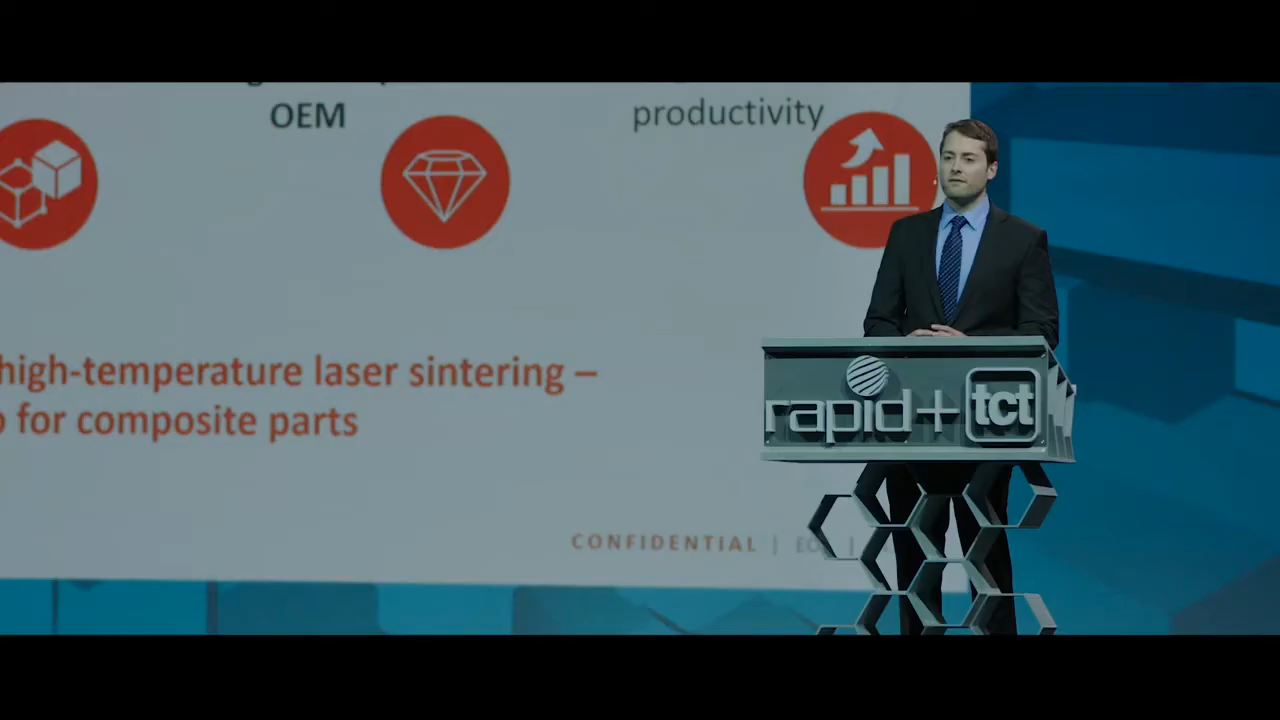 OEM
productivity
high-temperature laser sintering –
for composite parts
CONFIDENTIAL |
rapid+ tct